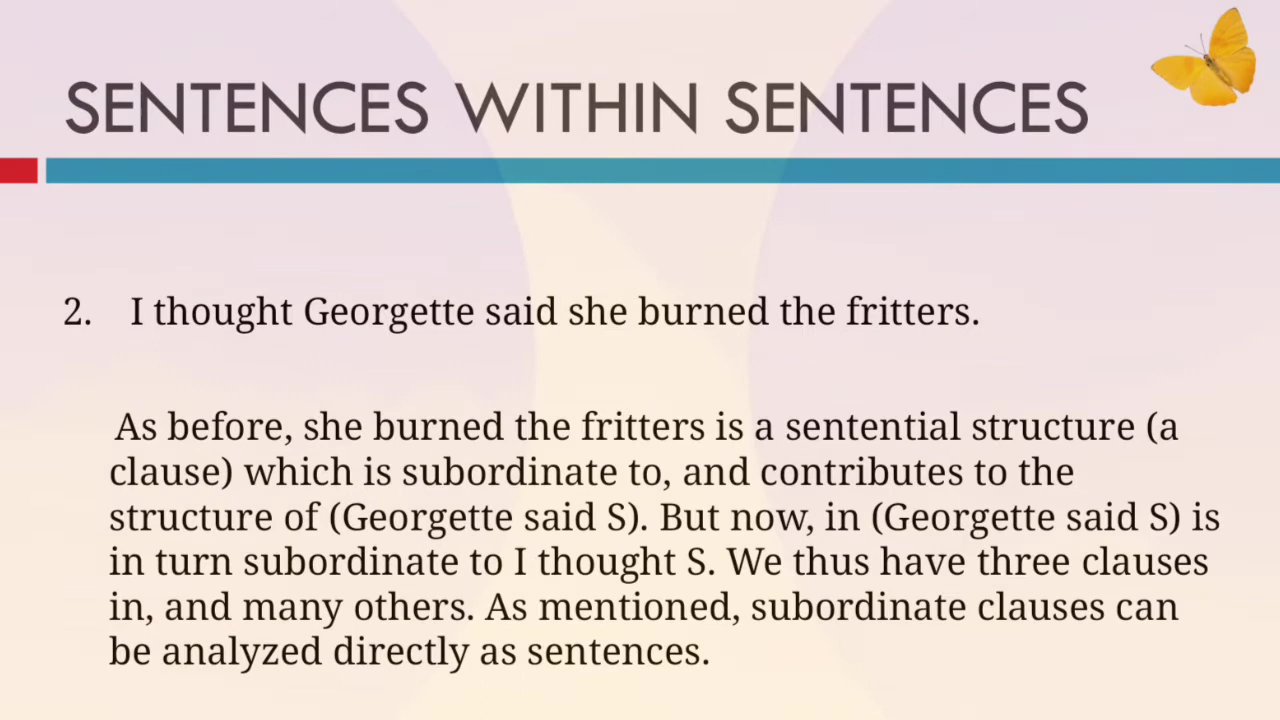 SENTENCES WITHIN SENTENCES
2. I thought Georgette said she burned the fritters.
As before, she burned the fritters is a sentential structure (a
clause) which is subordinate to, and contributes to the
structure of (Georgette said S). But now, in (Georgette said S) is
in turn subordinate to I thought S. We thus have three clauses
in, and many others. As mentioned, subordinate clauses can
be analyzed directly as sentences.